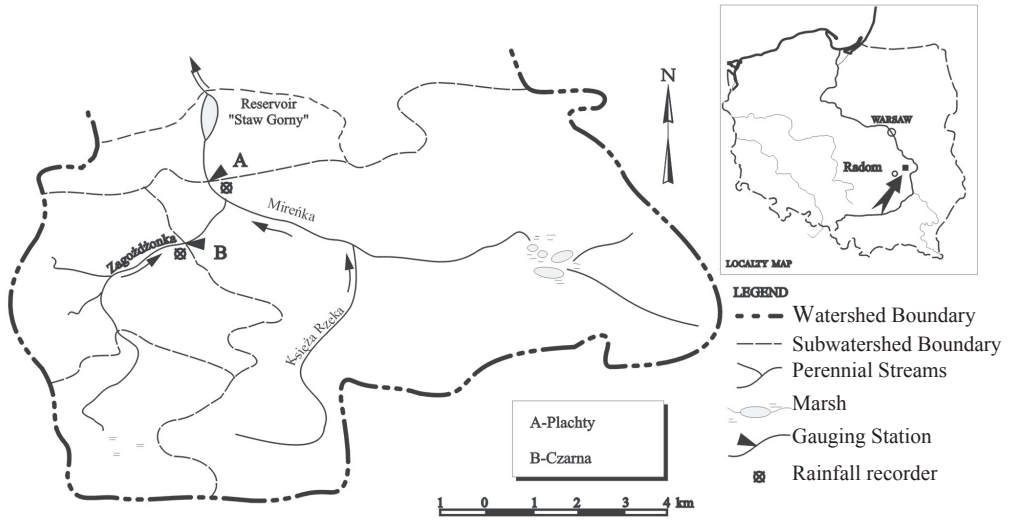 Reservoir
"Staw Gorny"
A
Mireńka
Zagożdżonka
B
Księża Rzeka
N
A-Plachty
B-Czarna
1 0 1 2 3 4 km
WARSAW
Radom
LOCALTY MAP
LEGEND
Watershed Boundary
Subwatershed Boundary
Perennial Streams
Marsh
Gauging Station
Rainfall recorder